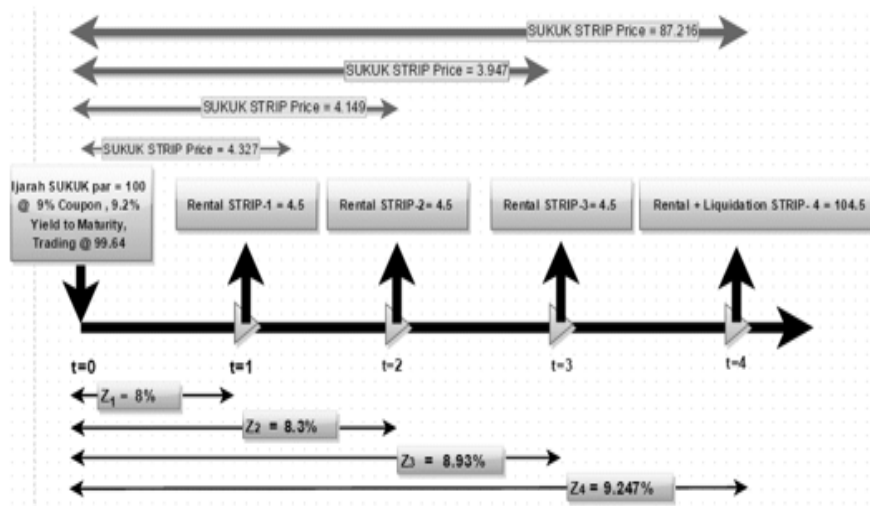 SUKUK STRIP Price = 87.216
SUKUK STRIP Price = 3.947
SUKUK STRIP Price = 4.149
SUKUK STRIP Price = 4.327
Ijarah SUKUK par = 100
@ 9% Coupon , 9.2%
Yield to Maturity,
Trading @ 99.64
Rental STRIP-1 = 4.5
Rental STRIP-2= 4.5
Rental STRIP-3= 4.5
Rental + Liquidation STRIP- 4 = 104.5
t=0
t=1
t=2
t=3
t=4
Z1 = 8%
Z2 = 8.3%
Z3 = 8.93%
Z4 = 9.247%